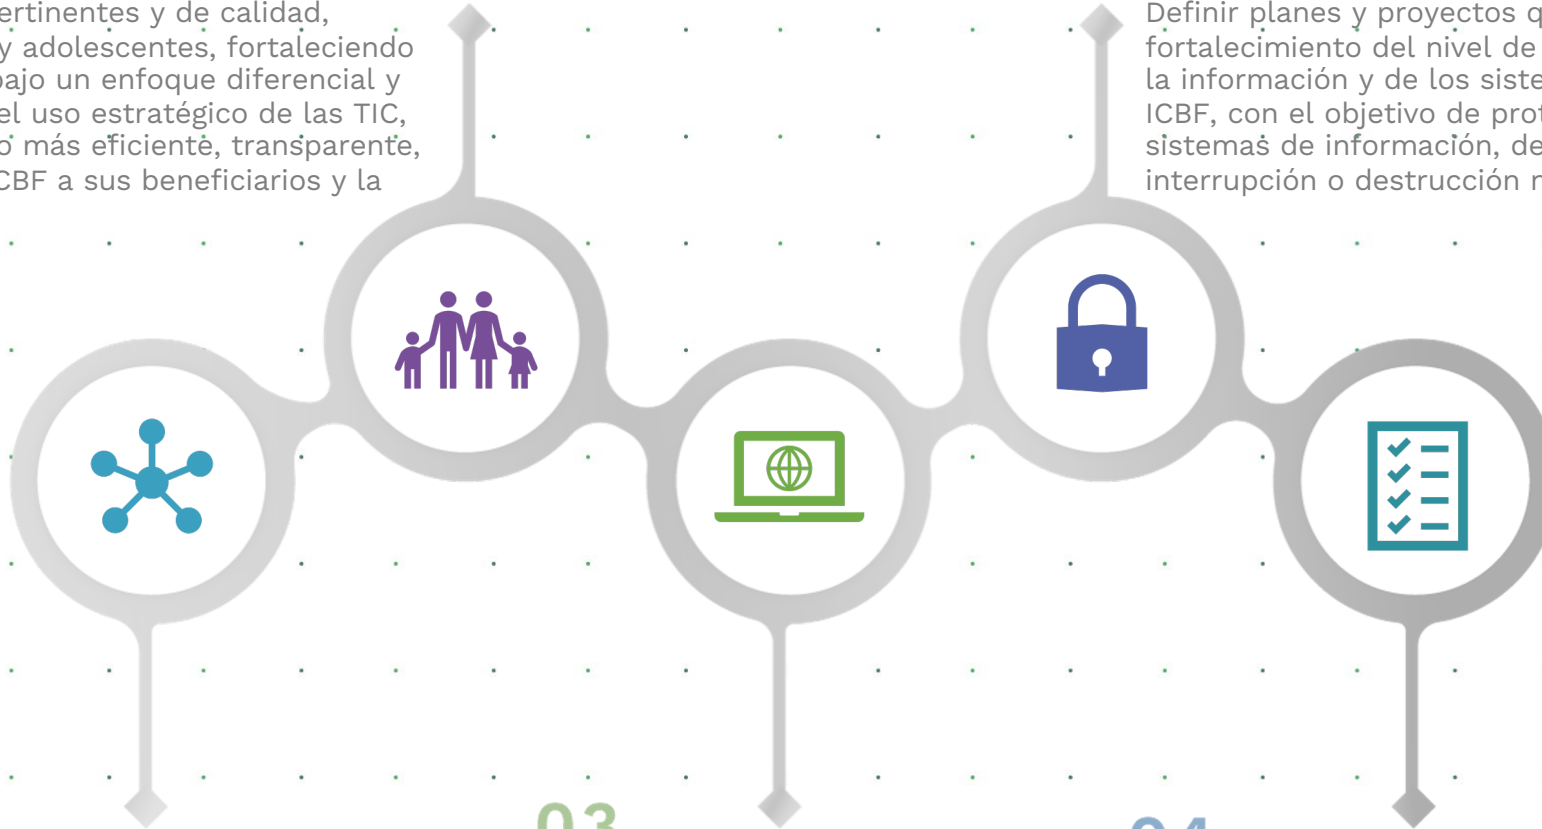 ertinentes y de calidad,
y adolescentes, fortaleciendo
bajo un enfoque diferencial y
el uso estratégico de las TIC,
o más eficiente, transparente,
CBF a sus beneficiarios y la
Definir planes y proyectos q
fortalecimiento del nivel de
la información y de los siste
ICBF, con el objetivo de prot
sistemas de información, de
interrupción o destrucción
03
04